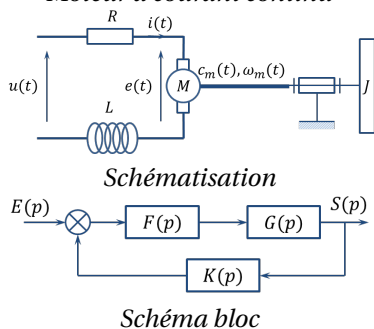 Moteur à courant continu
R i(t)
u(t) e(t) M c_m(t), ω_m(t) J
L
Schématisation
E(p) F(p) G(p) S(p)
K(p)
Schéma bloc